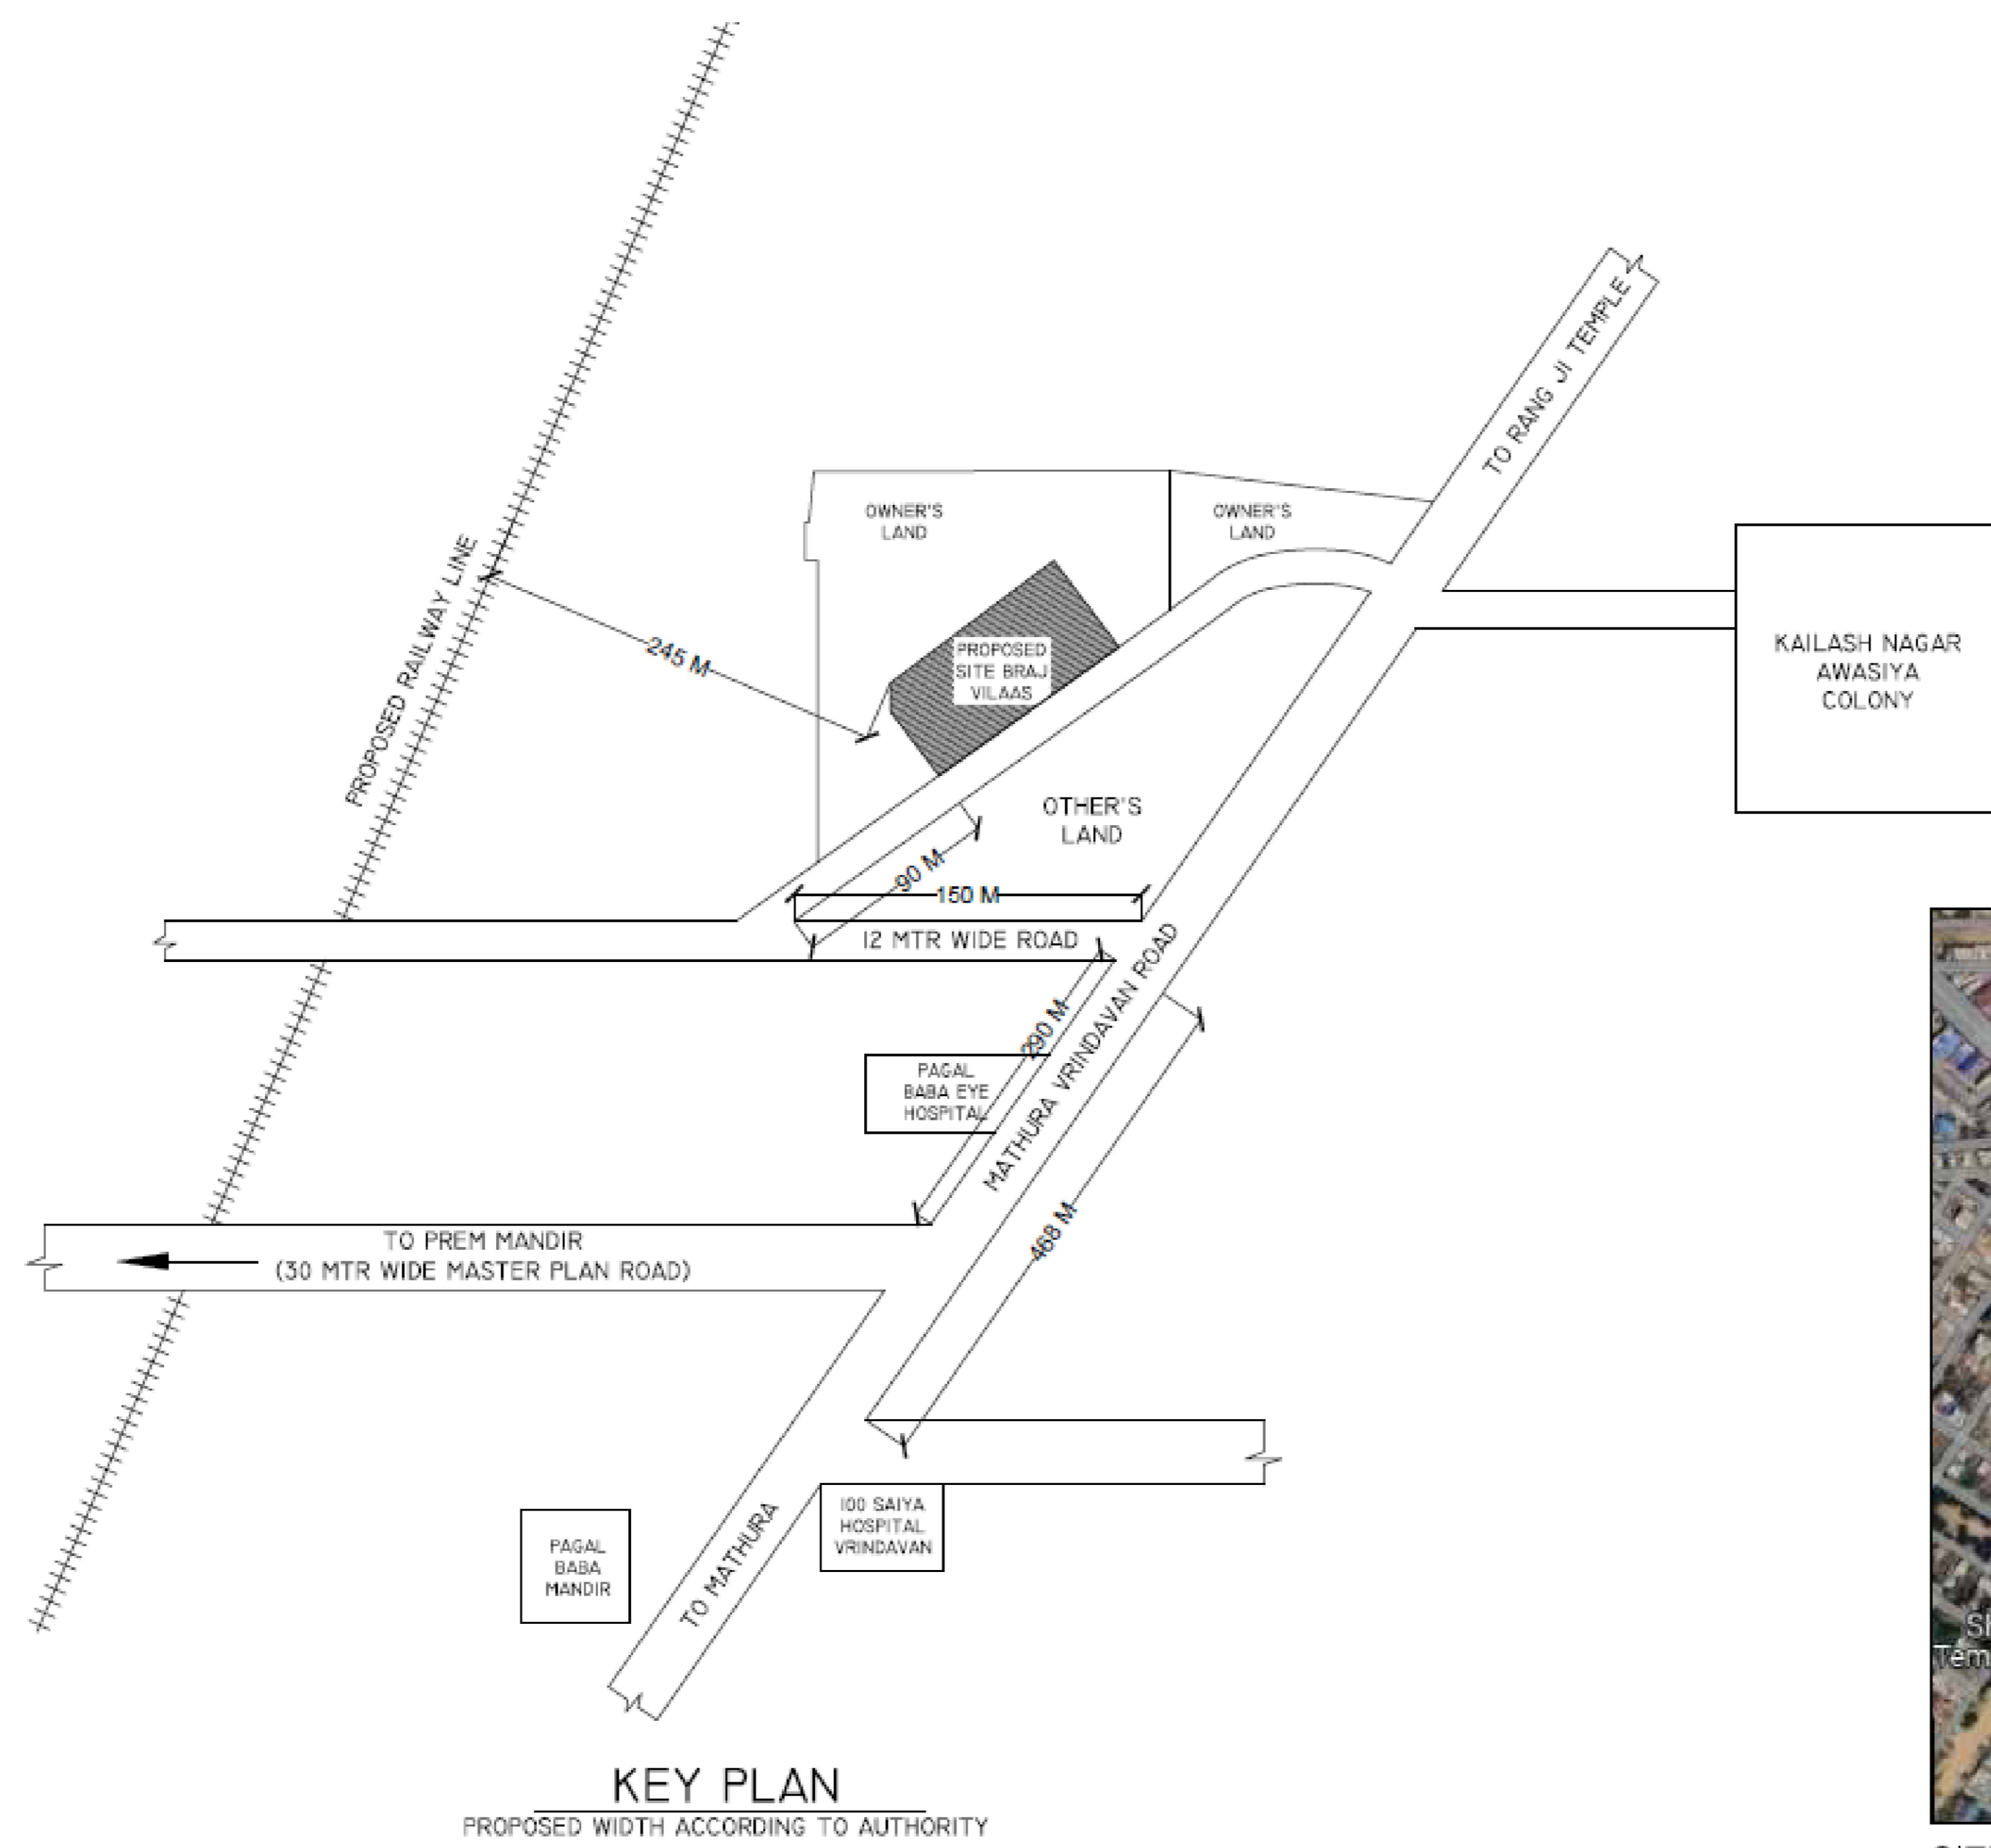 TO RANG JI TEMPLE
OWNER'S
LAND
OWNER'S
LAND
PROPOSED RAILWAY LINE
245 M
PROPOSED
SITE BRAJ
VILAAS
KAILASH NAGAR
AWASIYA
COLONY
OTHER'S
LAND
90 M
150 M
12 MTR WIDE ROAD
MATHURA VRINDAVAN ROAD
290 M
PAGAL
BABA EYE
HOSPITAL
468 M
TO PREM MANDIR
(30 MTR WIDE MASTER PLAN ROAD)
100 SAIYA
HOSPITAL
VRINDAVAN
PAGAL
BABA
MANDIR
TO MATHURA
KEY PLAN
PROPOSED WIDTH ACCORDING TO AUTHORITY